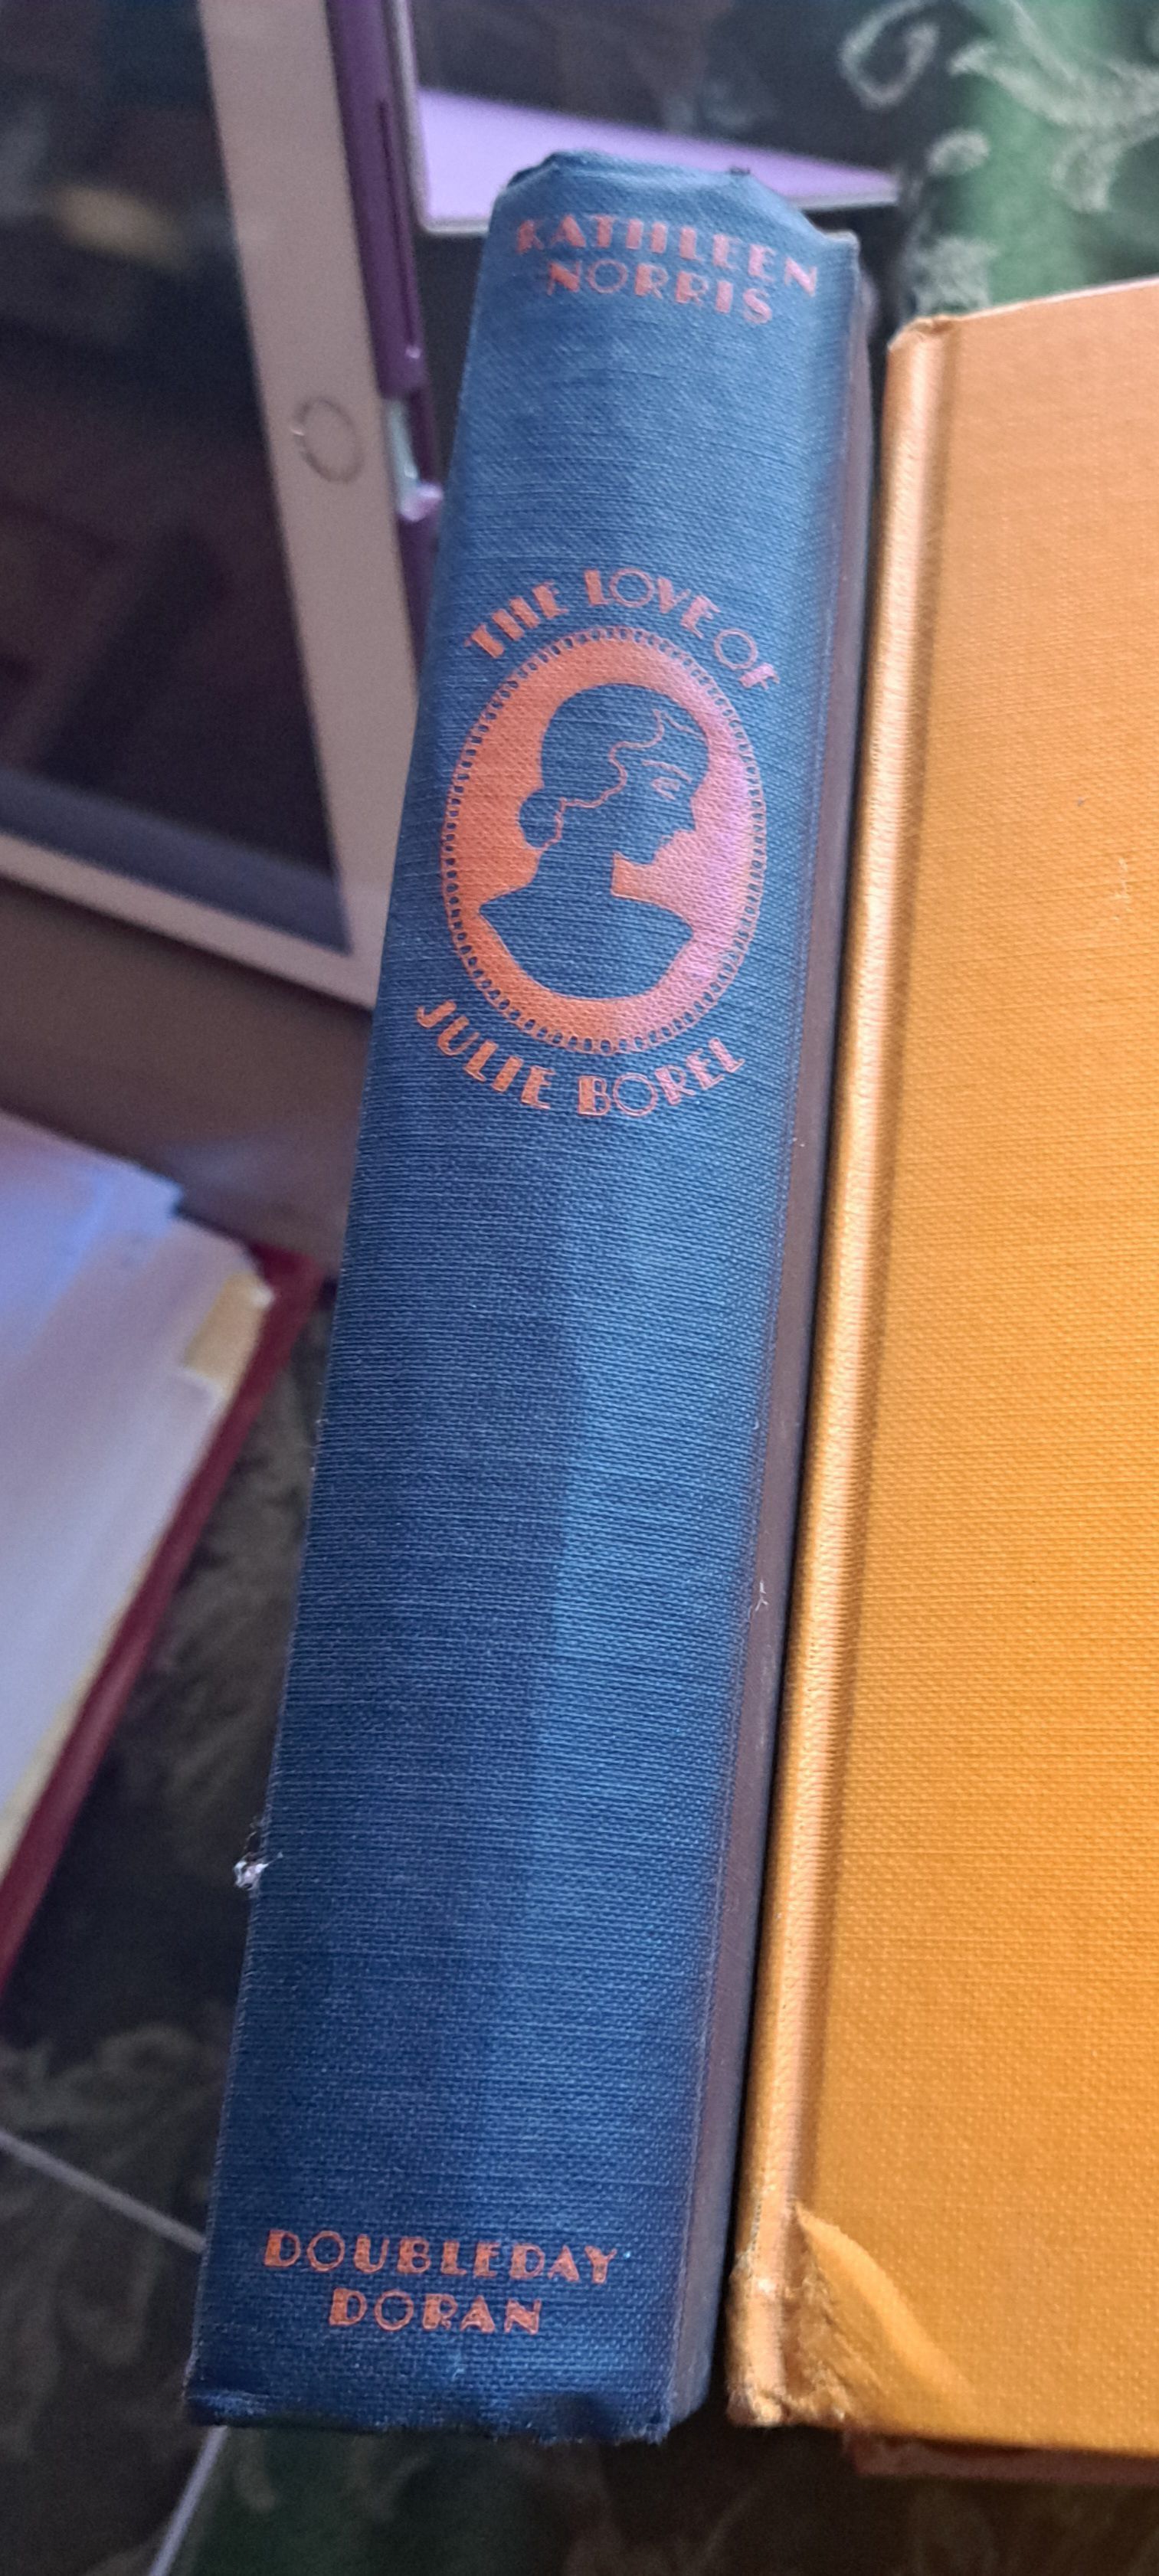 KATHLEEN
NORRIS
THE LOVE OF
JULIE BOREL
DOUBLEDAY
DORAN